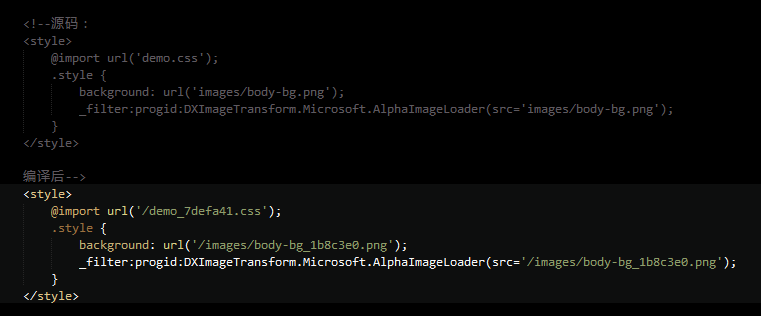 <!--源码：
<style>
@import url('demo.css');
.style {
background: url('images/body-bg.png');
_filter:progid:DXImageTransform.Microsoft.AlphaImageLoader(src='images/body-bg.png');
}
</style>
编译后-->
<style>
@import url('/demo_7defa41.css');
.style {
background: url('/images/body-bg_1b8c3e0.png');
_filter:progid:DXImageTransform.Microsoft.AlphaImageLoader(src='/images/body-bg_1b8c3e0.png');
}
</style>